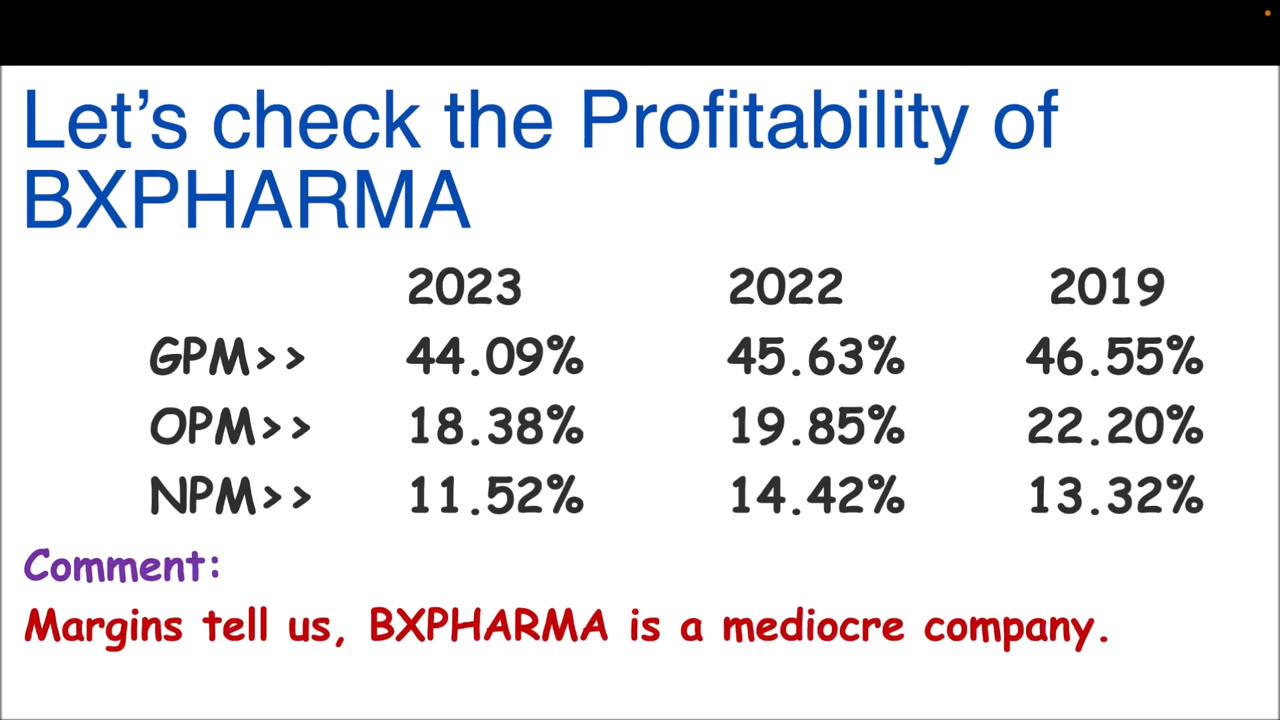 Let's check the Profitability of
BXPHARMA
2023 2022 2019
GPM>> 44.09% 45.63% 46.55%
OPM>> 18.38% 19.85% 22.20%
NPM>> 11.52% 14.42% 13.32%
Comment:
Margins tell us, BXPHARMA is a mediocre company.